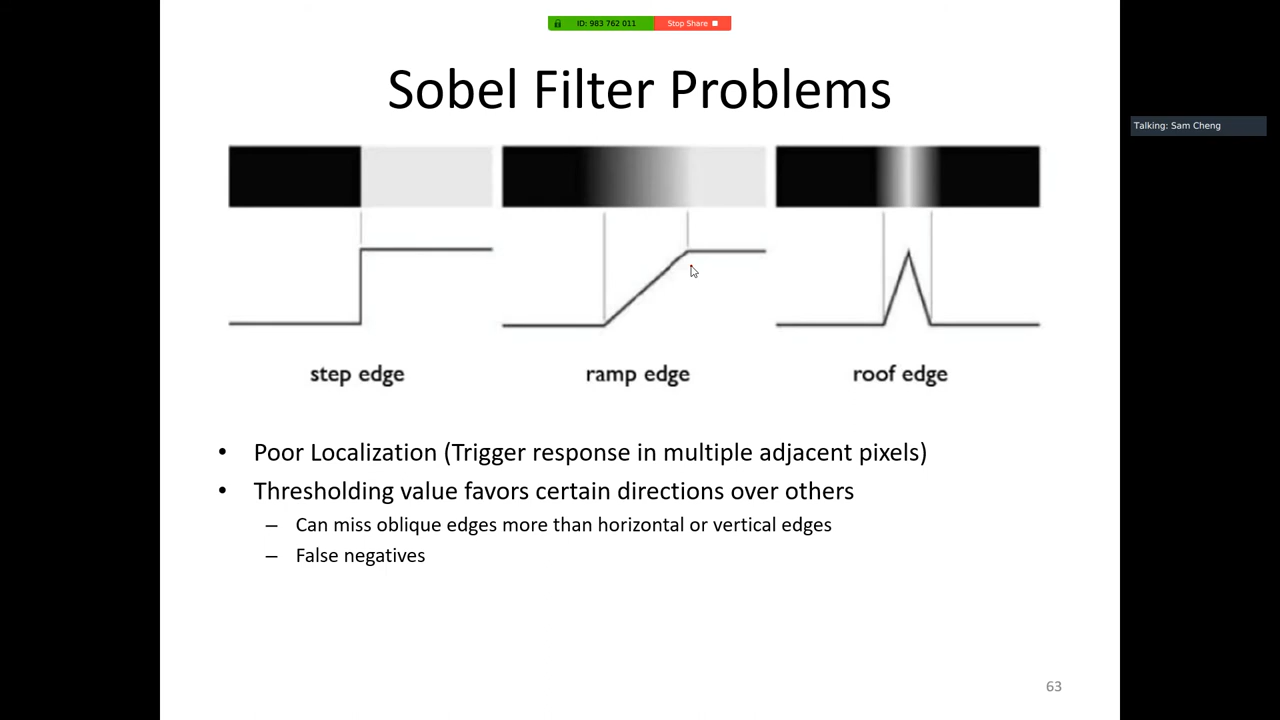 ID: 983 762 011 Stop Share
Sobel Filter Problems
Talking: Sam Cheng
step edge ramp edge roof edge
• Poor Localization (Trigger response in multiple adjacent pixels)
• Thresholding value favors certain directions over others
– Can miss oblique edges more than horizontal or vertical edges
– False negatives
63